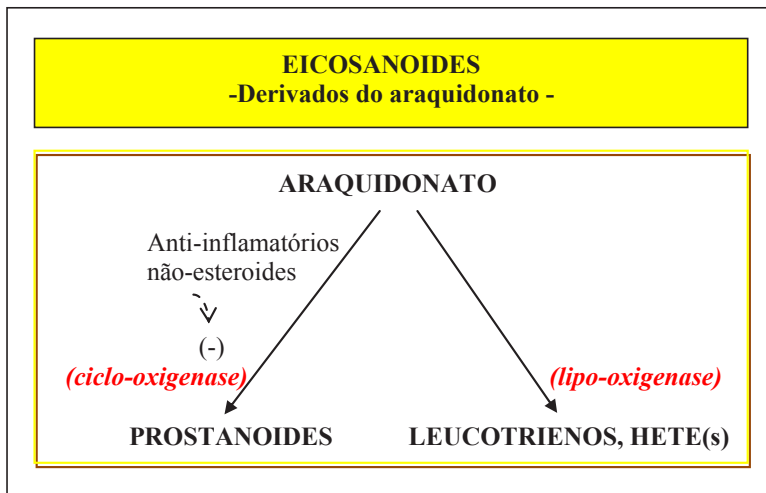 EICOSANOIDES
-Derivados do araquidonato -
ARAQUIDONATO
Anti-inflamatórios
não-esteroides
(-)
(ciclo-oxigenase)
(lipo-oxigenase)
PROSTANOIDES
LEUCOTRIENOS, HETE(s)